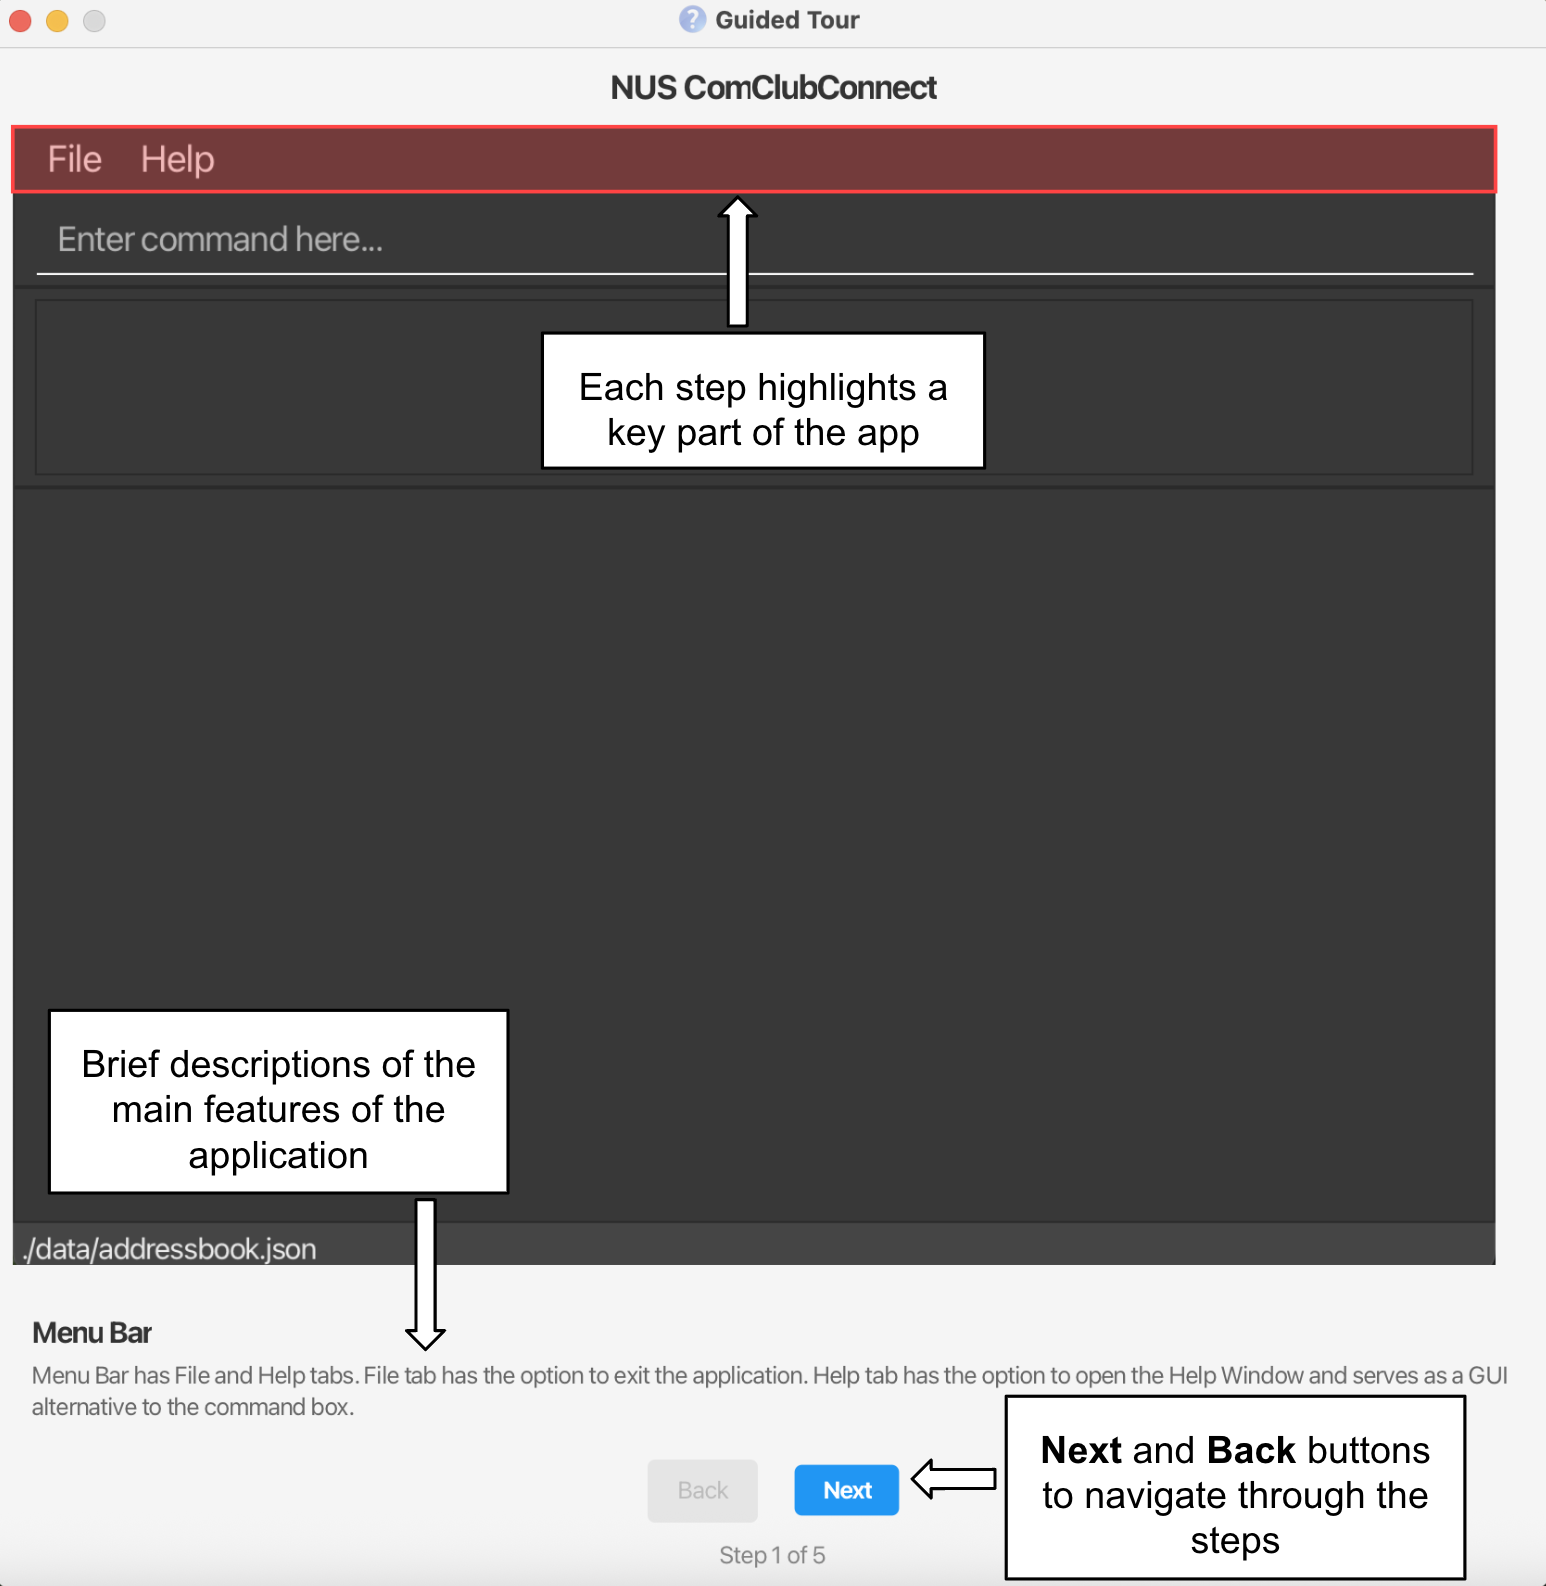 Guided Tour
NUS ComClubConnect
File Help
Enter command here...
Each step highlights a
key part of the app
Brief descriptions of the
main features of the
application
./data/addressbook.json
Menu Bar
Menu Bar has File and Help tabs. File tab has the option to exit the application. Help tab has the option to open the Help Window and serves as a GUI
alternative to the command box.
Next and Back buttons
to navigate through the
steps
Back Next
Step 1 of 5